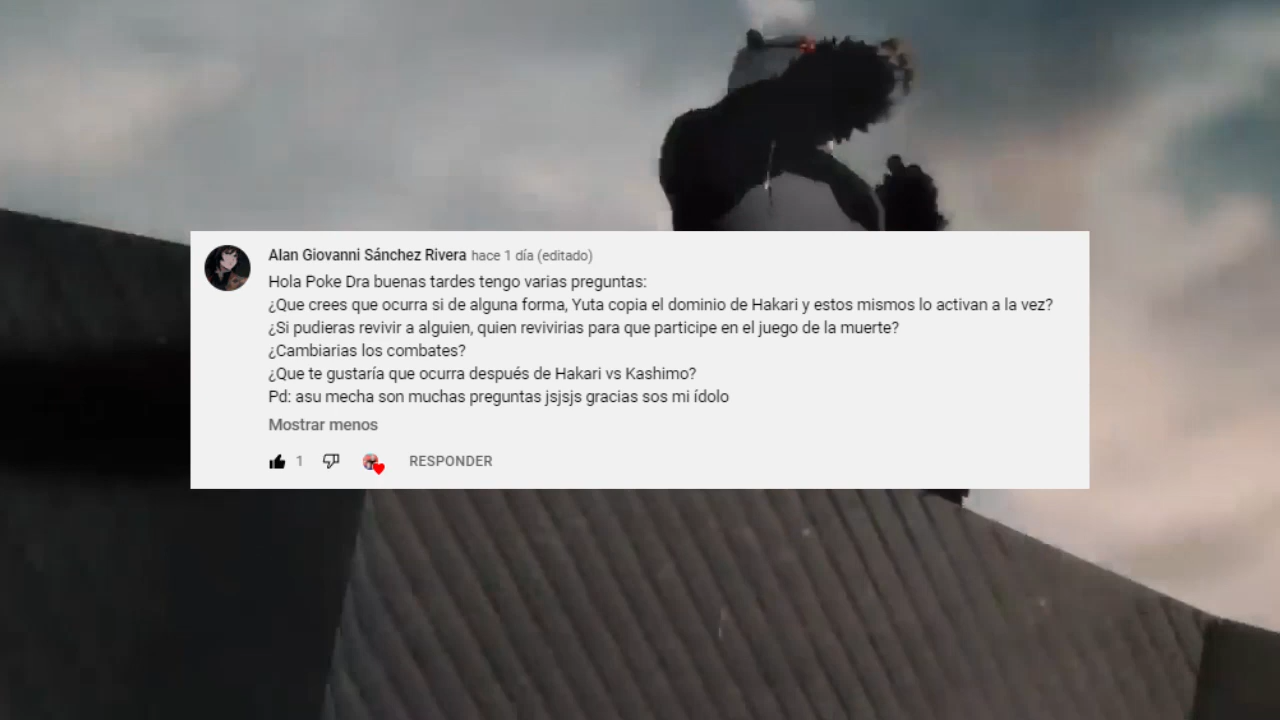 Alan Giovanni Sánchez Rivera hace 1 día (editado)
Hola Poke Dra buenas tardes tengo varias preguntas:
¿Que crees que ocurra si de alguna forma, Yuta copia el dominio de Hakari y estos mismos lo activan a la vez?
¿Si pudieras revivir a alguien, quien revivirias para que participe en el juego de la muerte?
¿Cambiarias los combates?
¿Que te gustaría que ocurra después de Hakari vs Kashimo?
Pd: asu mecha son muchas preguntas jsjsjs gracias sos mi ídolo
Mostrar menos
1 RESPONDER